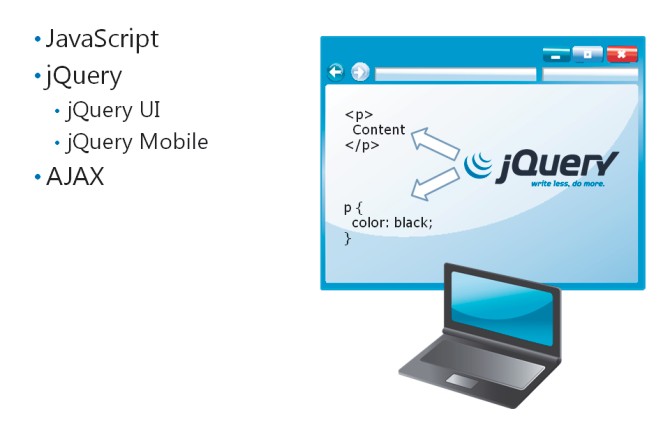 • JavaScript
• jQuery
• jQuery UI
• jQuery Mobile
• AJAX
<p>
Content
</p>
jQuery
write less, do more.
p {
color: black;
}